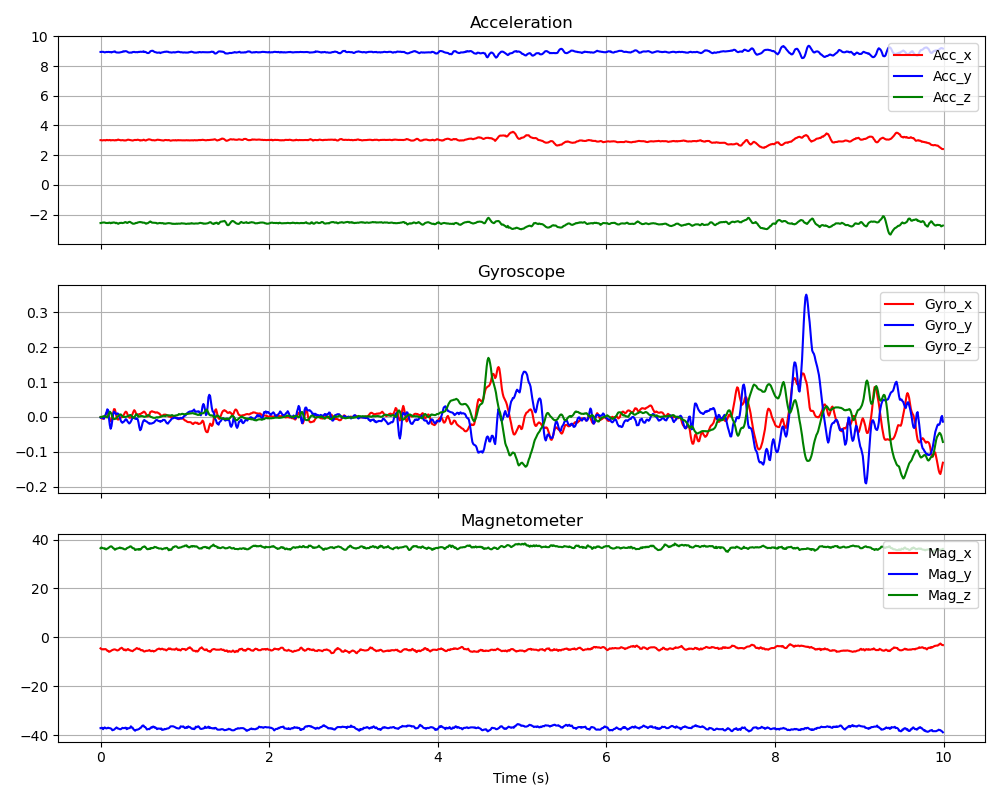 Acceleration
10
8
6
4
2
0
−2
Acc_x
Acc_y
Acc_z
Gyroscope
0.3
0.2
0.1
0.0
−0.1
−0.2
Gyro_x
Gyro_y
Gyro_z
Magnetometer
40
20
0
−20
−40
Mag_x
Mag_y
Mag_z
0 2 4 6 8 10
Time (s)